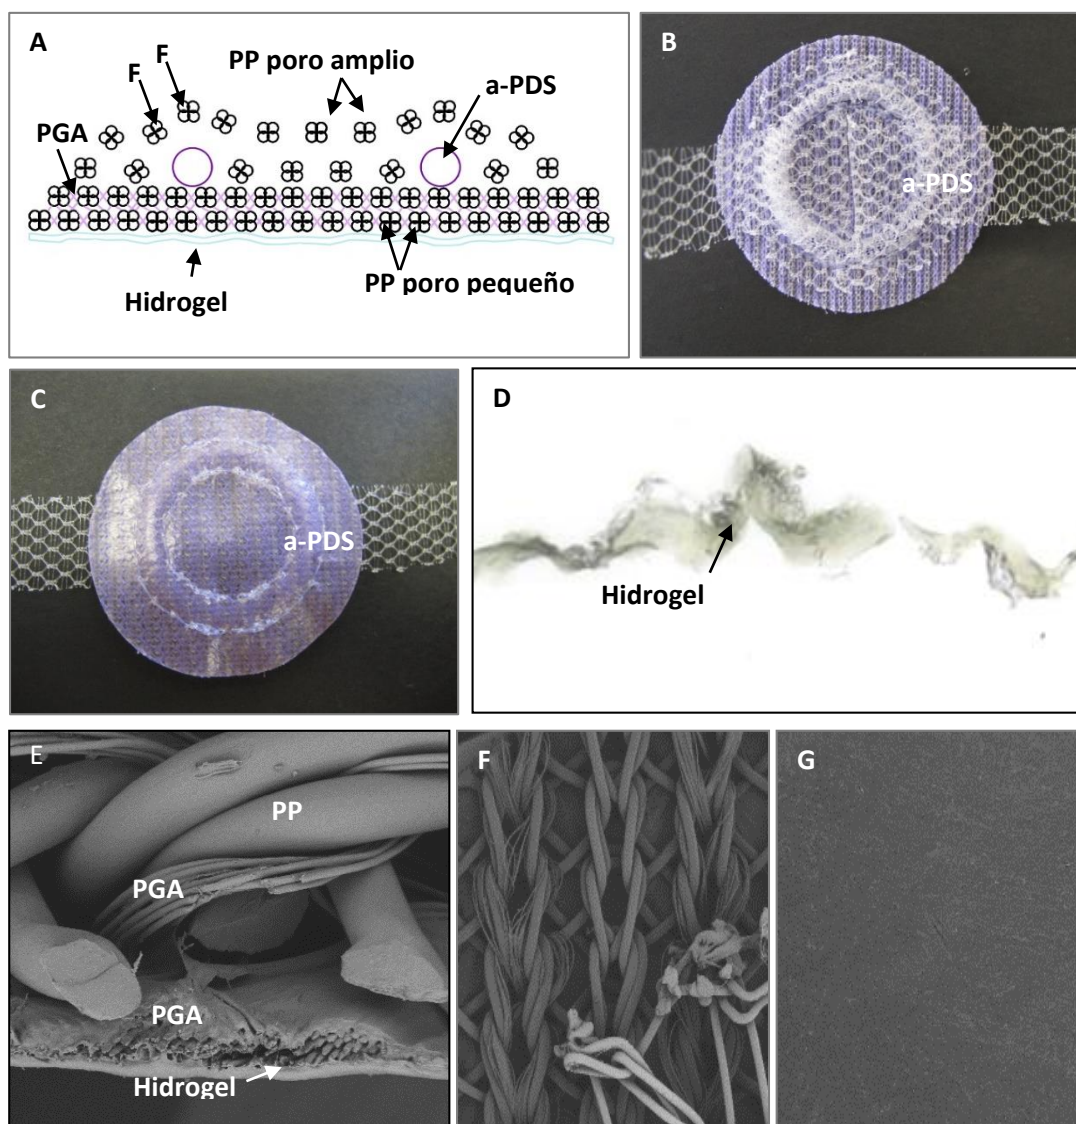 A
F
F
PP poro amplio
a-PDS
PGA
Hidrogel
PP poro pequeño
B
a-PDS
C
a-PDS
D
Hidrogel
E
PP
PGA
PGA
Hidrogel
F
G